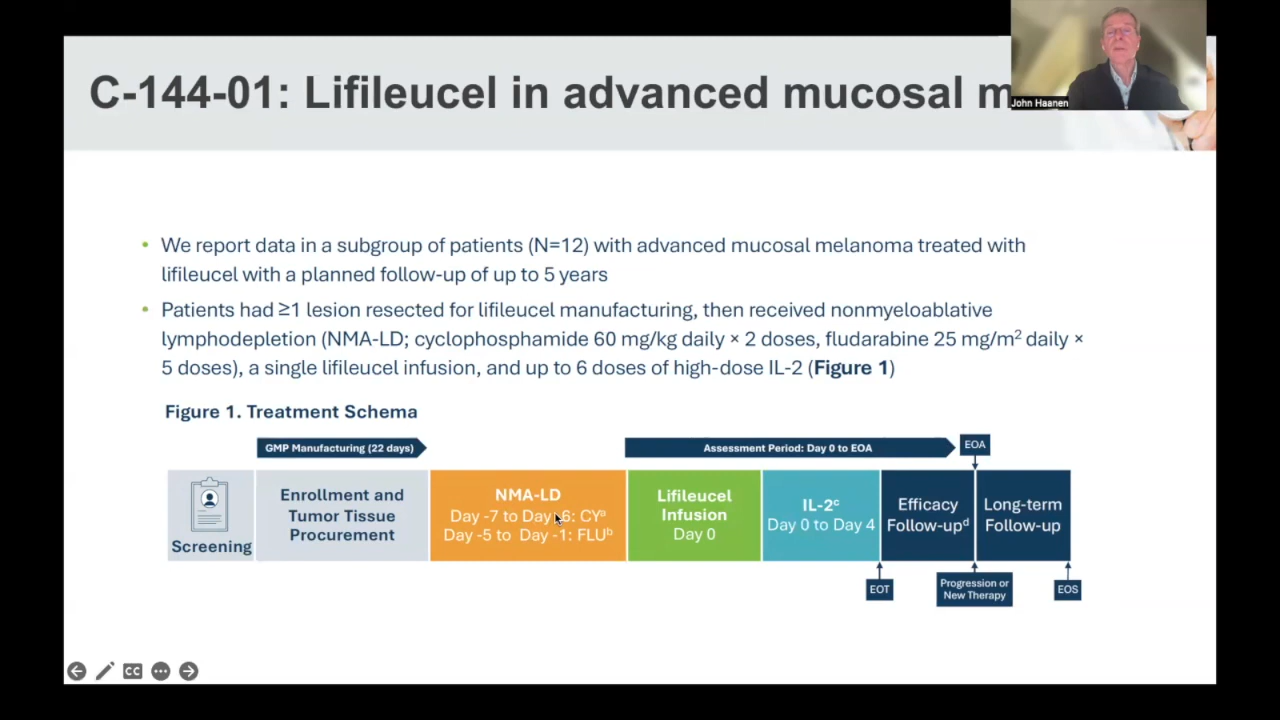 C-144-01: Lifileucel in advanced mucosal m
John Haanen
• We report data in a subgroup of patients (N=12) with advanced mucosal melanoma treated with
lifileucel with a planned follow-up of up to 5 years
• Patients had ≥1 lesion resected for lifileucel manufacturing, then received nonmyeloablative
lymphodepletion (NMA-LD; cyclophosphamide 60 mg/kg daily × 2 doses, fludarabine 25 mg/m² daily ×
5 doses), a single lifileucel infusion, and up to 6 doses of high-dose IL-2 (Figure 1)
Figure 1. Treatment Schema
GMP Manufacturing (22 days)
Assessment Period: Day 0 to EOA
EOA
Screening
Enrollment and
Tumor Tissue
Procurement
NMA-LD
Day -7 to Day -6: CYᵃ
Day -5 to Day -1: FLUᵇ
Lifileucel
Infusion
Day 0
IL-2ᶜ
Day 0 to Day 4
Efficacy
Follow-upᵈ
Long-term
Follow-up
EOT
Progression or
New Therapy
EOS
CC